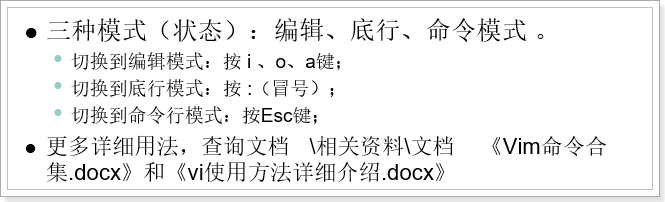 三种模式（状态）：编辑、底行、命令模式 。
切换到编辑模式：按 i 、o、a键；
切换到底行模式：按 :（冒号）；
切换到命令行模式：按Esc键；
更多详细用法，查询文档 \相关资料\文档 《Vim命令合
集.docx》和《vi使用方法详细介绍.docx》